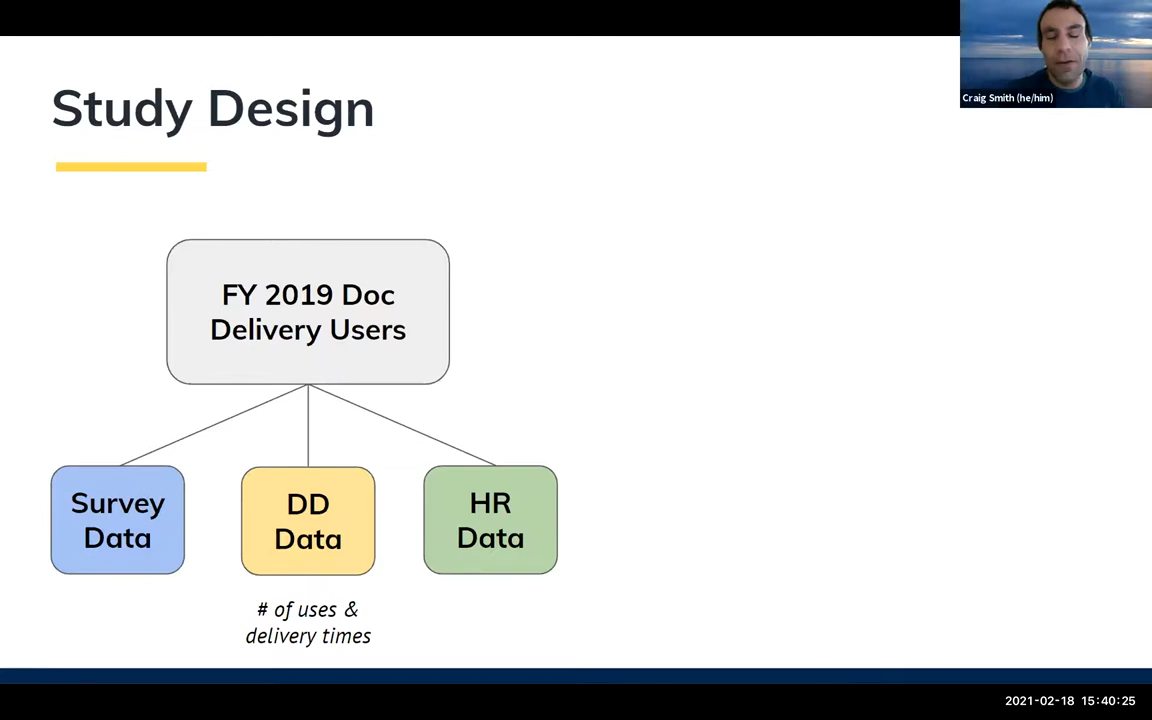 Craig Smith (he/him)
Study Design
FY 2019 Doc
Delivery Users
Survey
Data
DD
Data
HR
Data
# of uses &
delivery times
2021-02-18 15:40:25